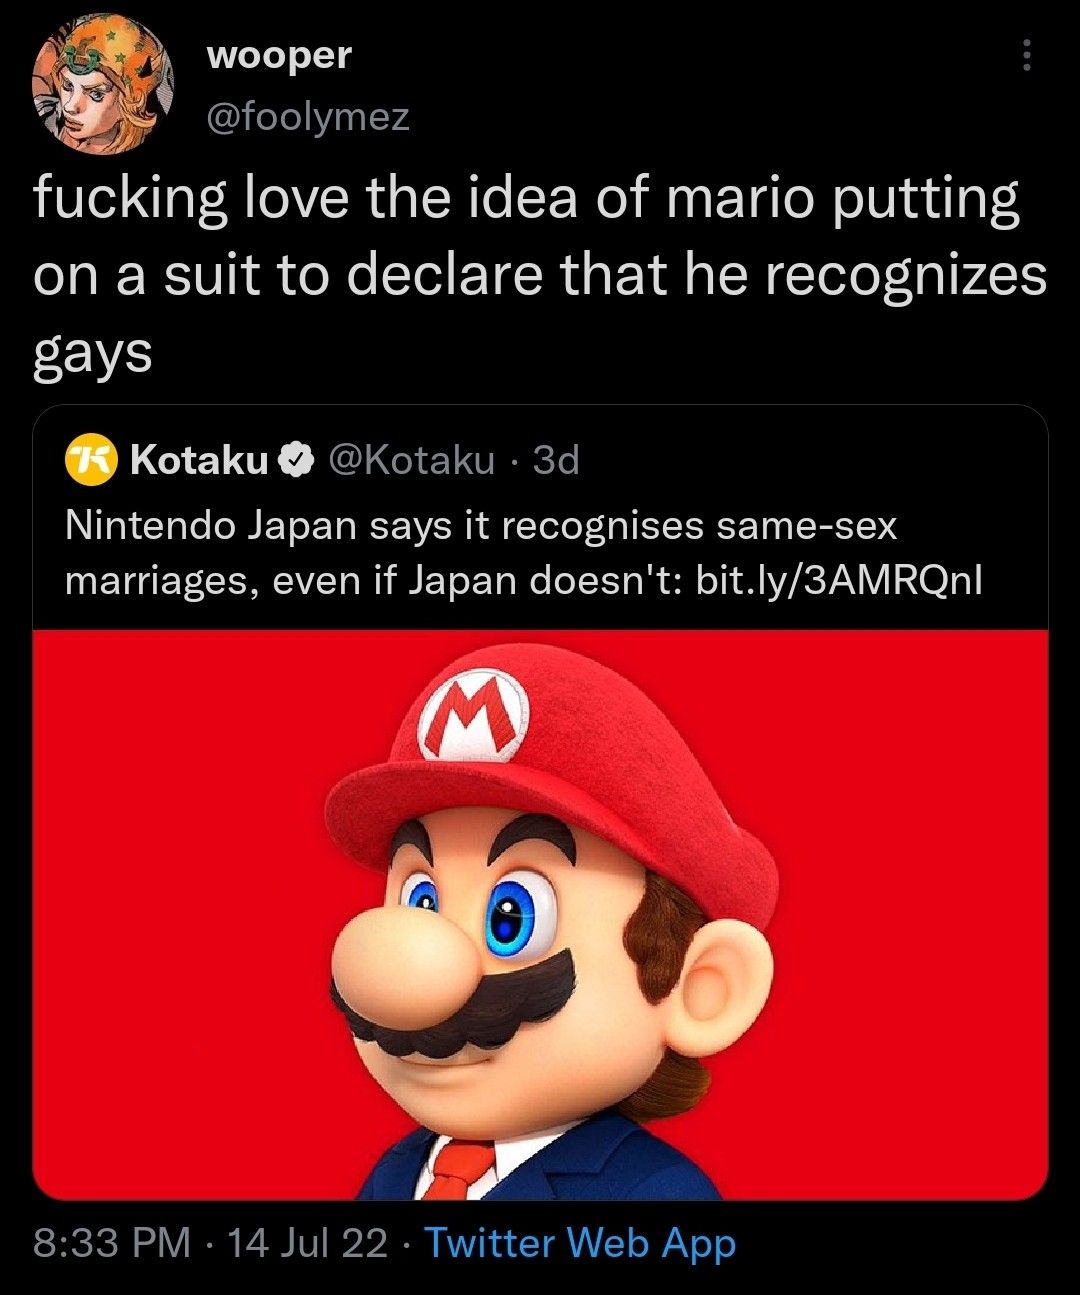 wooper
@foolymez
fucking love the idea of mario putting
on a suit to declare that he recognizes
gays
Kotaku @Kotaku · 3d
Nintendo Japan says it recognises same-sex
marriages, even if Japan doesn't: bit.ly/3AMRQnI
M
8:33 PM · 14 Jul 22 · Twitter Web App